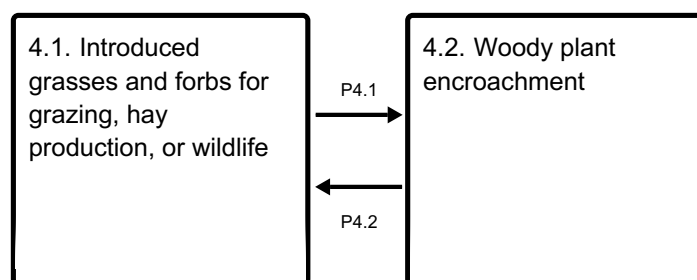 4.1. Introduced
grasses and forbs for
grazing, hay
production, or wildlife
P4.1
P4.2
4.2. Woody plant
encroachment